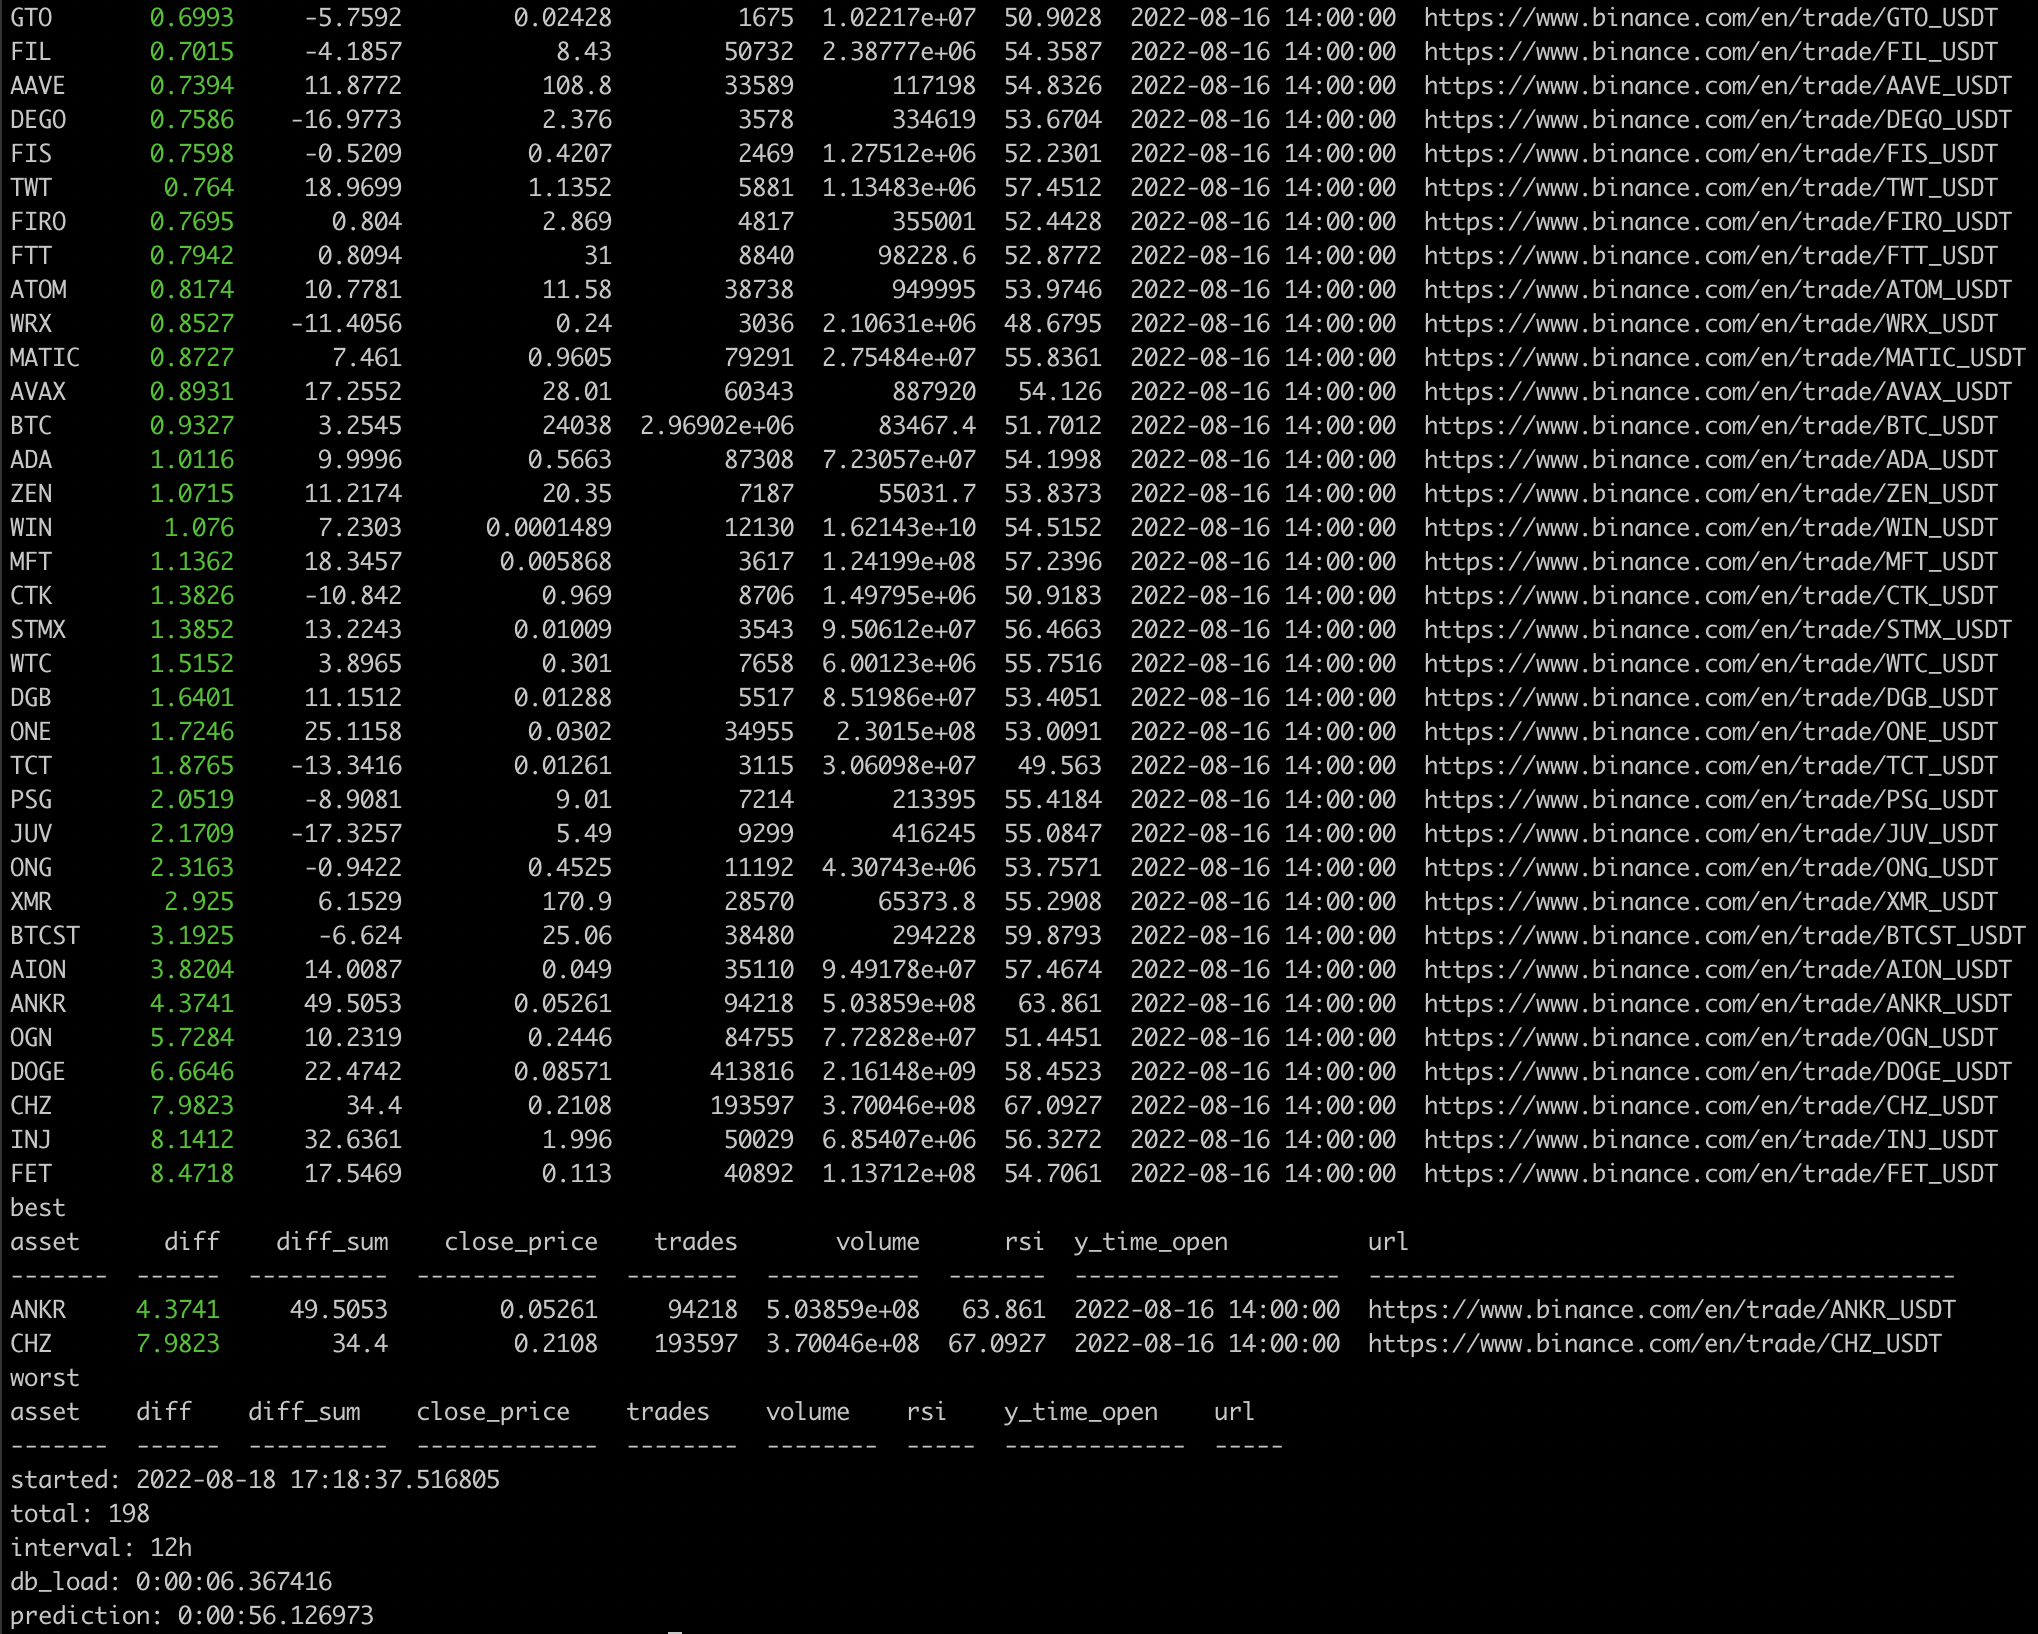 GTO 0.6993 -5.7592 0.02428 1675 1.02217e+07 50.9028 2022-08-16 14:00:00 https://www.binance.com/en/trade/GTO_USDT
FIL 0.7015 -4.1857 8.43 50732 2.38777e+06 54.3587 2022-08-16 14:00:00 https://www.binance.com/en/trade/FIL_USDT
AAVE 0.7394 11.8772 108.8 33589 117198 54.8326 2022-08-16 14:00:00 https://www.binance.com/en/trade/AAVE_USDT
DEGO 0.7586 -16.9773 2.376 3578 334619 53.6704 2022-08-16 14:00:00 https://www.binance.com/en/trade/DEGO_USDT
FIS 0.7598 -0.5209 0.4207 2469 1.27512e+06 52.2301 2022-08-16 14:00:00 https://www.binance.com/en/trade/FIS_USDT
TWT 0.764 18.9699 1.1352 5881 1.13483e+06 57.4512 2022-08-16 14:00:00 https://www.binance.com/en/trade/TWT_USDT
FIRO 0.7695 0.804 2.869 4817 355001 52.4428 2022-08-16 14:00:00 https://www.binance.com/en/trade/FIRO_USDT
FTT 0.7942 0.8094 31 8840 98228.6 52.8772 2022-08-16 14:00:00 https://www.binance.com/en/trade/FTT_USDT
ATOM 0.8174 10.7781 11.58 38738 949995 53.9746 2022-08-16 14:00:00 https://www.binance.com/en/trade/ATOM_USDT
WRX 0.8527 -11.4056 0.24 3036 2.10631e+06 48.6795 2022-08-16 14:00:00 https://www.binance.com/en/trade/WRX_USDT
MATIC 0.8727 7.461 0.9605 79291 2.75484e+07 55.8361 2022-08-16 14:00:00 https://www.binance.com/en/trade/MATIC_USDT
AVAX 0.8931 17.2552 28.01 60343 887920 54.126 2022-08-16 14:00:00 https://www.binance.com/en/trade/AVAX_USDT
BTC 0.9327 3.2545 24038 2.96902e+06 83467.4 51.7012 2022-08-16 14:00:00 https://www.binance.com/en/trade/BTC_USDT
ADA 1.0116 9.9996 0.5663 87308 7.23057e+07 54.1998 2022-08-16 14:00:00 https://www.binance.com/en/trade/ADA_USDT
ZEN 1.0715 11.2174 20.35 7187 55031.7 53.8373 2022-08-16 14:00:00 https://www.binance.com/en/trade/ZEN_USDT
WIN 1.076 7.2303 0.0001489 12130 1.62143e+10 54.5152 2022-08-16 14:00:00 https://www.binance.com/en/trade/WIN_USDT
MFT 1.1362 18.3457 0.005868 3617 1.24199e+08 57.2396 2022-08-16 14:00:00 https://www.binance.com/en/trade/MFT_USDT
CTK 1.3826 -10.842 0.969 8706 1.49795e+06 50.9183 2022-08-16 14:00:00 https://www.binance.com/en/trade/CTK_USDT
STMX 1.3852 13.2243 0.01009 3543 9.50612e+07 56.4663 2022-08-16 14:00:00 https://www.binance.com/en/trade/STMX_USDT
WTC 1.5152 3.8965 0.301 7658 6.00123e+06 55.7516 2022-08-16 14:00:00 https://www.binance.com/en/trade/WTC_USDT
DGB 1.6401 11.1512 0.01288 5517 8.51986e+07 53.4051 2022-08-16 14:00:00 https://www.binance.com/en/trade/DGB_USDT
ONE 1.7246 25.1158 0.0302 34955 2.3015e+08 53.0091 2022-08-16 14:00:00 https://www.binance.com/en/trade/ONE_USDT
TCT 1.8765 -13.3416 0.01261 3115 3.06098e+07 49.563 2022-08-16 14:00:00 https://www.binance.com/en/trade/TCT_USDT
PSG 2.0519 -8.9081 9.01 7214 213395 55.4184 2022-08-16 14:00:00 https://www.binance.com/en/trade/PSG_USDT
JUV 2.1709 -17.3257 5.49 9299 416245 55.0847 2022-08-16 14:00:00 https://www.binance.com/en/trade/JUV_USDT
ONG 2.3163 -0.9422 0.4525 11192 4.30743e+06 53.7571 2022-08-16 14:00:00 https://www.binance.com/en/trade/ONG_USDT
XMR 2.925 6.1529 170.9 28570 65373.8 55.2908 2022-08-16 14:00:00 https://www.binance.com/en/trade/XMR_USDT
BTCST 3.1925 -6.624 25.06 38480 294228 59.8793 2022-08-16 14:00:00 https://www.binance.com/en/trade/BTCST_USDT
AION 3.8204 14.0087 0.049 35110 9.49178e+07 57.4674 2022-08-16 14:00:00 https://www.binance.com/en/trade/AION_USDT
ANKR 4.3741 49.5053 0.05261 94218 5.03859e+08 63.861 2022-08-16 14:00:00 https://www.binance.com/en/trade/ANKR_USDT
OGN 5.7284 10.2319 0.2446 84755 7.72828e+07 51.4451 2022-08-16 14:00:00 https://www.binance.com/en/trade/OGN_USDT
DOGE 6.6646 22.4742 0.08571 413816 2.16148e+09 58.4523 2022-08-16 14:00:00 https://www.binance.com/en/trade/DOGE_USDT
CHZ 7.9823 34.4 0.2108 193597 3.70046e+08 67.0927 2022-08-16 14:00:00 https://www.binance.com/en/trade/CHZ_USDT
INJ 8.1412 32.6361 1.996 50029 6.85407e+06 56.3272 2022-08-16 14:00:00 https://www.binance.com/en/trade/INJ_USDT
FET 8.4718 17.5469 0.113 40892 1.13712e+08 54.7061 2022-08-16 14:00:00 https://www.binance.com/en/trade/FET_USDT
best
asset diff diff_sum close_price trades volume rsi y_time_open url
------- ------ ---------- ------------- -------- ----------- ------- ------------------- ------------------------------------------
ANKR 4.3741 49.5053 0.05261 94218 5.03859e+08 63.861 2022-08-16 14:00:00 https://www.binance.com/en/trade/ANKR_USDT
CHZ 7.9823 34.4 0.2108 193597 3.70046e+08 67.0927 2022-08-16 14:00:00 https://www.binance.com/en/trade/CHZ_USDT
worst
asset diff diff_sum close_price trades volume rsi y_time_open url
------- ------ ---------- ------------- -------- -------- ----- ------------- -----
started: 2022-08-18 17:18:37.516805
total: 198
interval: 12h
db_load: 0:00:06.367416
prediction: 0:00:56.126973